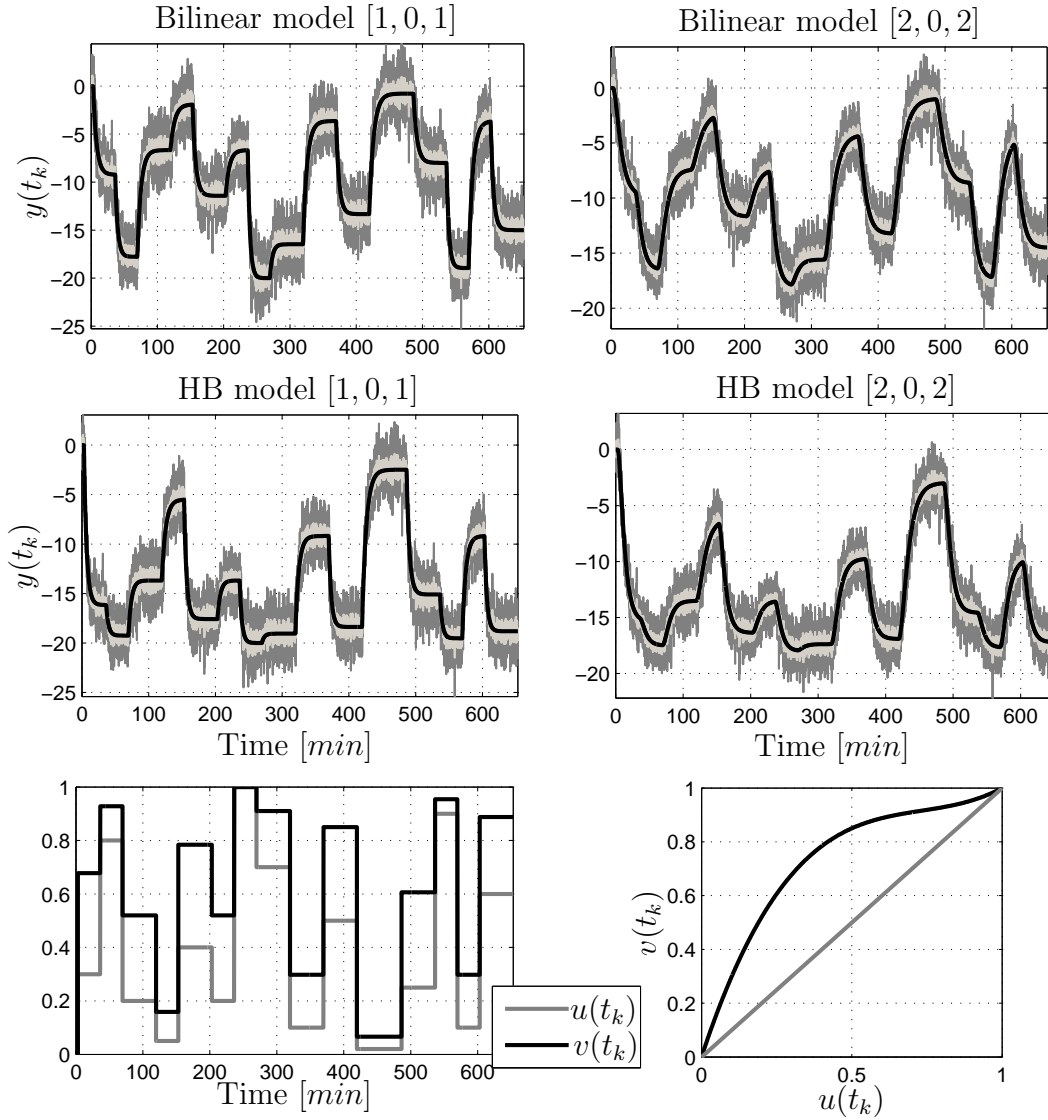 Bilinear model [1, 0, 1]
y(t_k)
0
−5
−10
−15
−20
−25
0 100 200 300 400 500 600
Bilinear model [2, 0, 2]
0
−5
−10
−15
−20
0 100 200 300 400 500 600
HB model [1, 0, 1]
y(t_k)
0
−5
−10
−15
−20
−25
0 100 200 300 400 500 600
Time [min]
HB model [2, 0, 2]
0
−5
−10
−15
−20
0 100 200 300 400 500 600
Time [min]
1
0.8
0.6
0.4
0.2
0
0 100 200 300 400 500 600
Time [min]
u(t_k)
v(t_k)
v(t_k)
1
0.8
0.6
0.4
0.2
0
0 0.5 1
u(t_k)